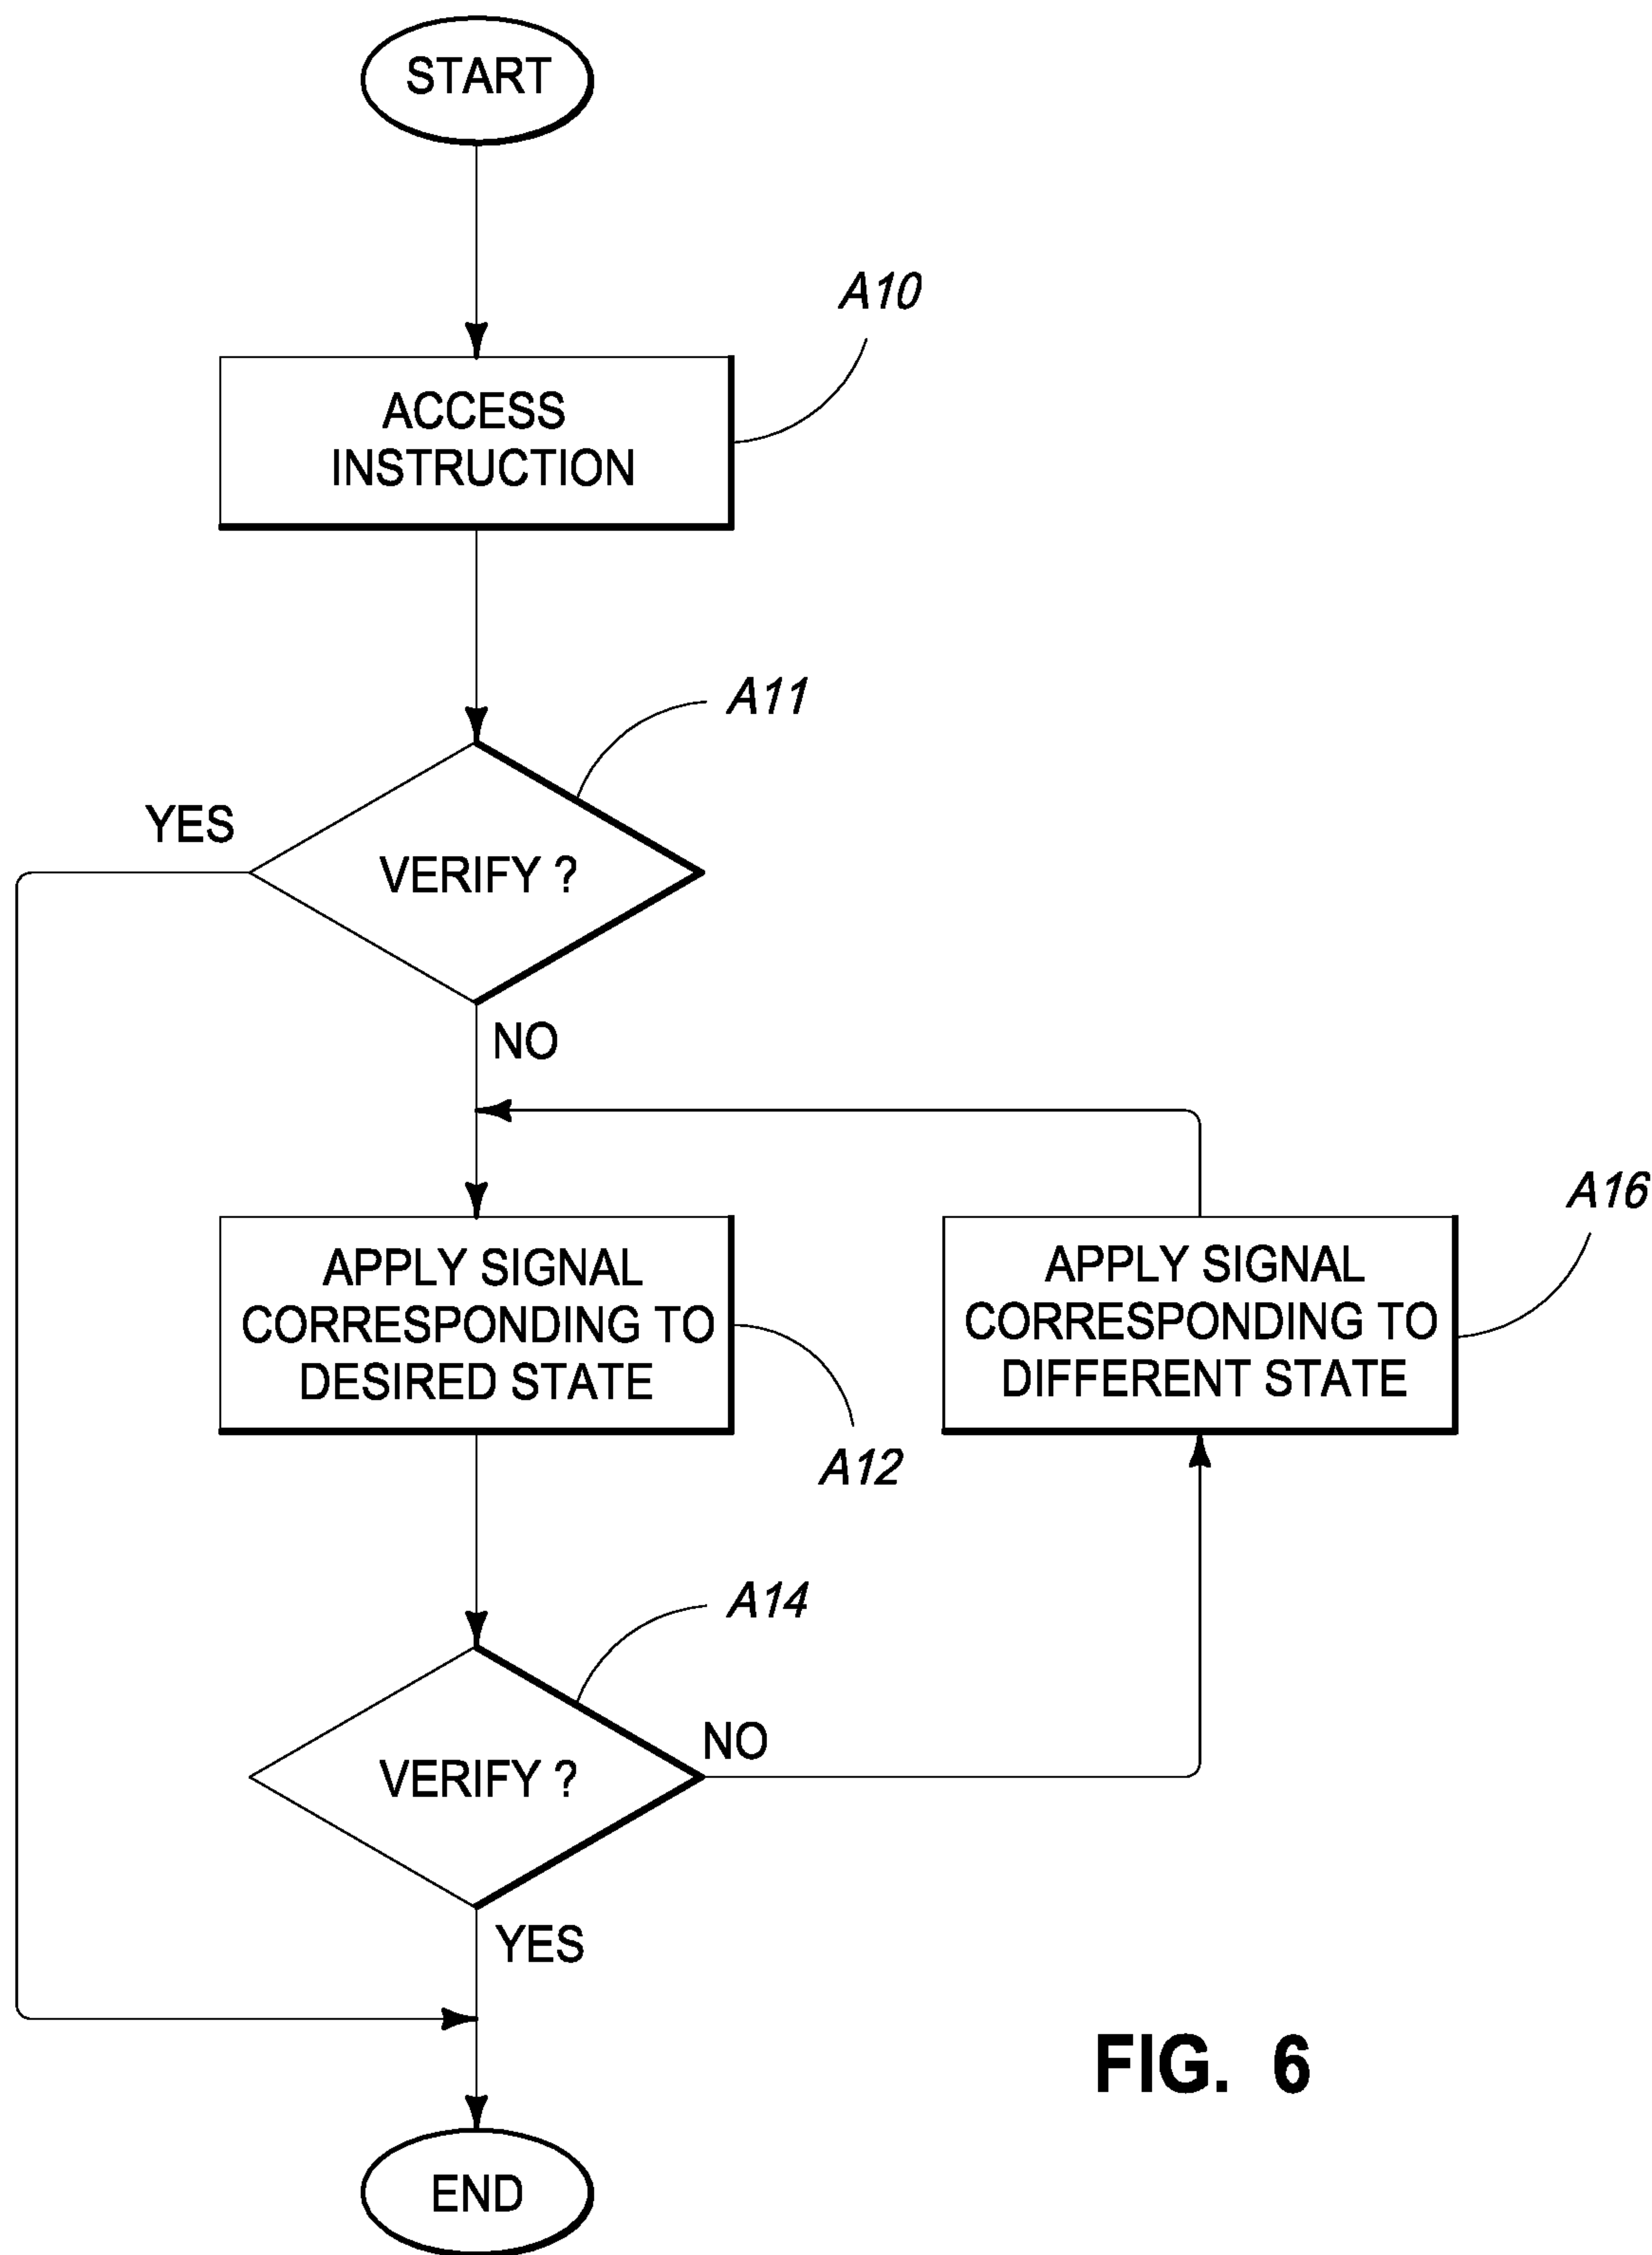 START
A10
ACCESS
INSTRUCTION
A11
YES
VERIFY ?
NO
A16
APPLY SIGNAL
CORRESPONDING TO
DESIRED STATE
APPLY SIGNAL
CORRESPONDING TO
DIFFERENT STATE
A12
A14
NO
VERIFY ?
YES
FIG. 6
END